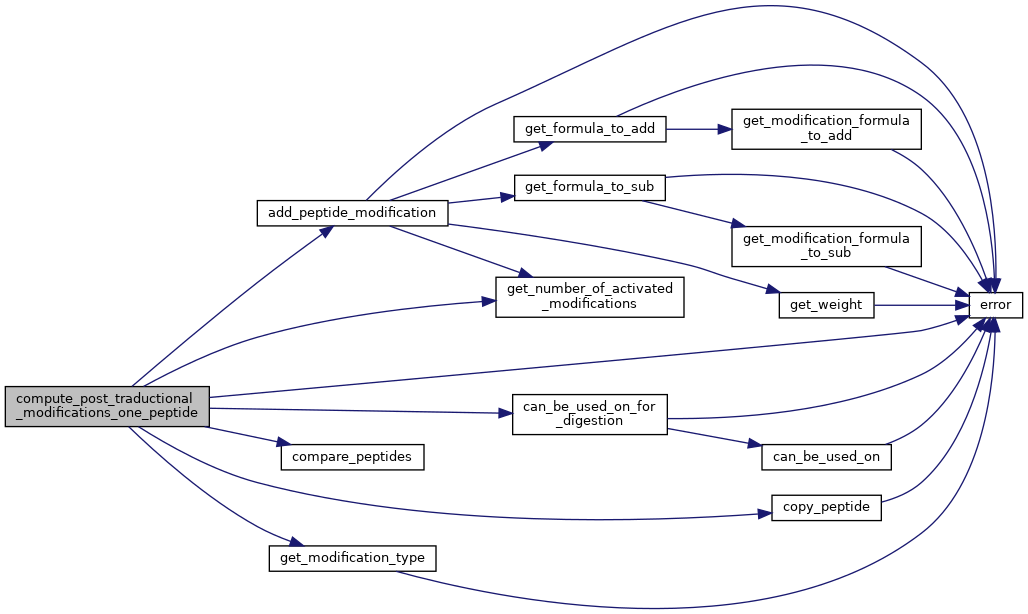 get_formula_to_add
get_modification_formula
_to_add
get_formula_to_sub
add_peptide_modification
get_modification_formula
_to_sub
get_number_of_activated
_modifications
get_weight
error
compute_post_traductional
_modifications_one_peptide
can_be_used_on_for
_digestion
compare_peptides
can_be_used_on
copy_peptide
get_modification_type